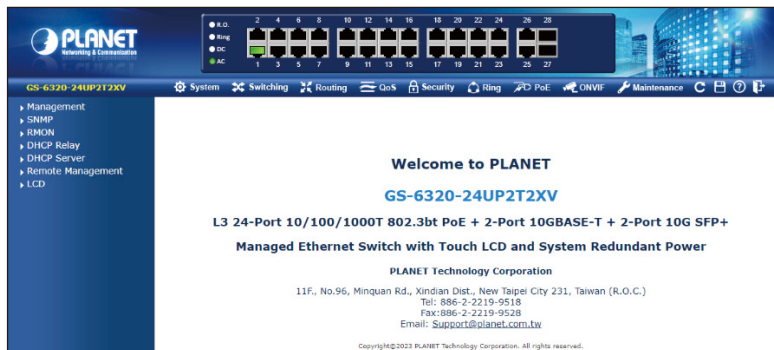 PLANET
Networking & Communication
R.O.
Ring
DC
AC
2 4 6 8 10 12 14 16 18 20 22 24 26 28
1 3 5 7 9 11 13 15 17 19 21 23 25 27
GS-6320-24UP2T2XV
System Switching Routing QoS Security Ring PoE ONVIF Maintenance
Management
SNMP
RMON
DHCP Relay
DHCP Server
Remote Management
LCD
Welcome to PLANET
GS-6320-24UP2T2XV
L3 24-Port 10/100/1000T 802.3bt PoE + 2-Port 10GBASE-T + 2-Port 10G SFP+
Managed Ethernet Switch with Touch LCD and System Redundant Power
PLANET Technology Corporation
11F., No.96, Minquan Rd., Xindian Dist., New Taipei City 231, Taiwan (R.O.C.)
Tel: 886-2-2219-9518
Fax:886-2-2219-9528
Email: Support@planet.com.tw
Copyright©2023 PLANET Technology Corporation. All rights reserved.